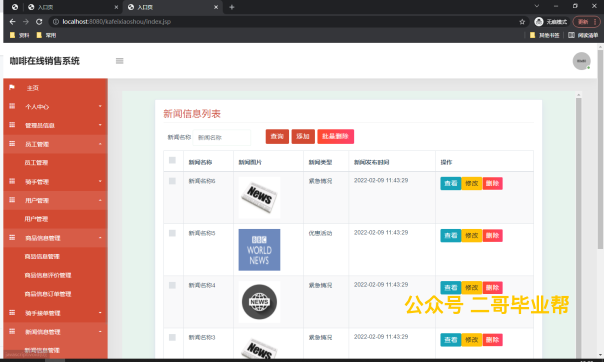 入口页
入口页
localhost:8080/kafeixiaoshou/index.jsp
无痕模式
更新
资料
常用
其他书签
阅读清单
咖啡在线销售系统
主页
个人中心
管理员信息
员工管理
员工管理
骑手管理
用户管理
用户管理
商品信息管理
商品信息管理
商品信息评价管理
商品信息订单管理
骑手接单管理
新闻信息管理
新闻信息管理
新闻信息列表
新闻名称
新闻名称
查询
添加
批量删除
新闻名称 新闻图片 新闻类型 新闻发布时间 操作
新闻名称6 NEWS 紧急情况 2022-02-09 11:43:29 查看 修改 删除
新闻名称5 BBC WORLD NEWS 优惠活动 2022-02-09 11:43:29 查看 修改 删除
新闻名称4 NEWS 紧急情况 2022-02-09 11:43:29 查看 修改 删除
新闻名称3 News 紧急情况 2022-02-09 11:43:29 查看 修改 删除
公众号 二哥毕业帮